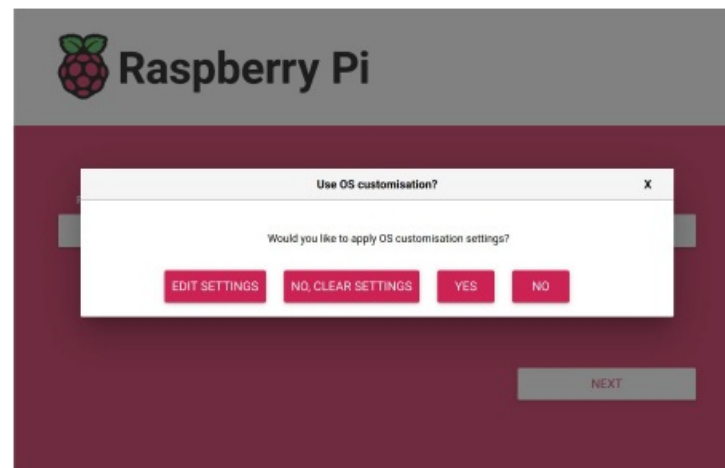 Raspberry Pi
Use OS customisation?
X
Would you like to apply OS customisation settings?
EDIT SETTINGS
NO, CLEAR SETTINGS
YES
NO
NEXT